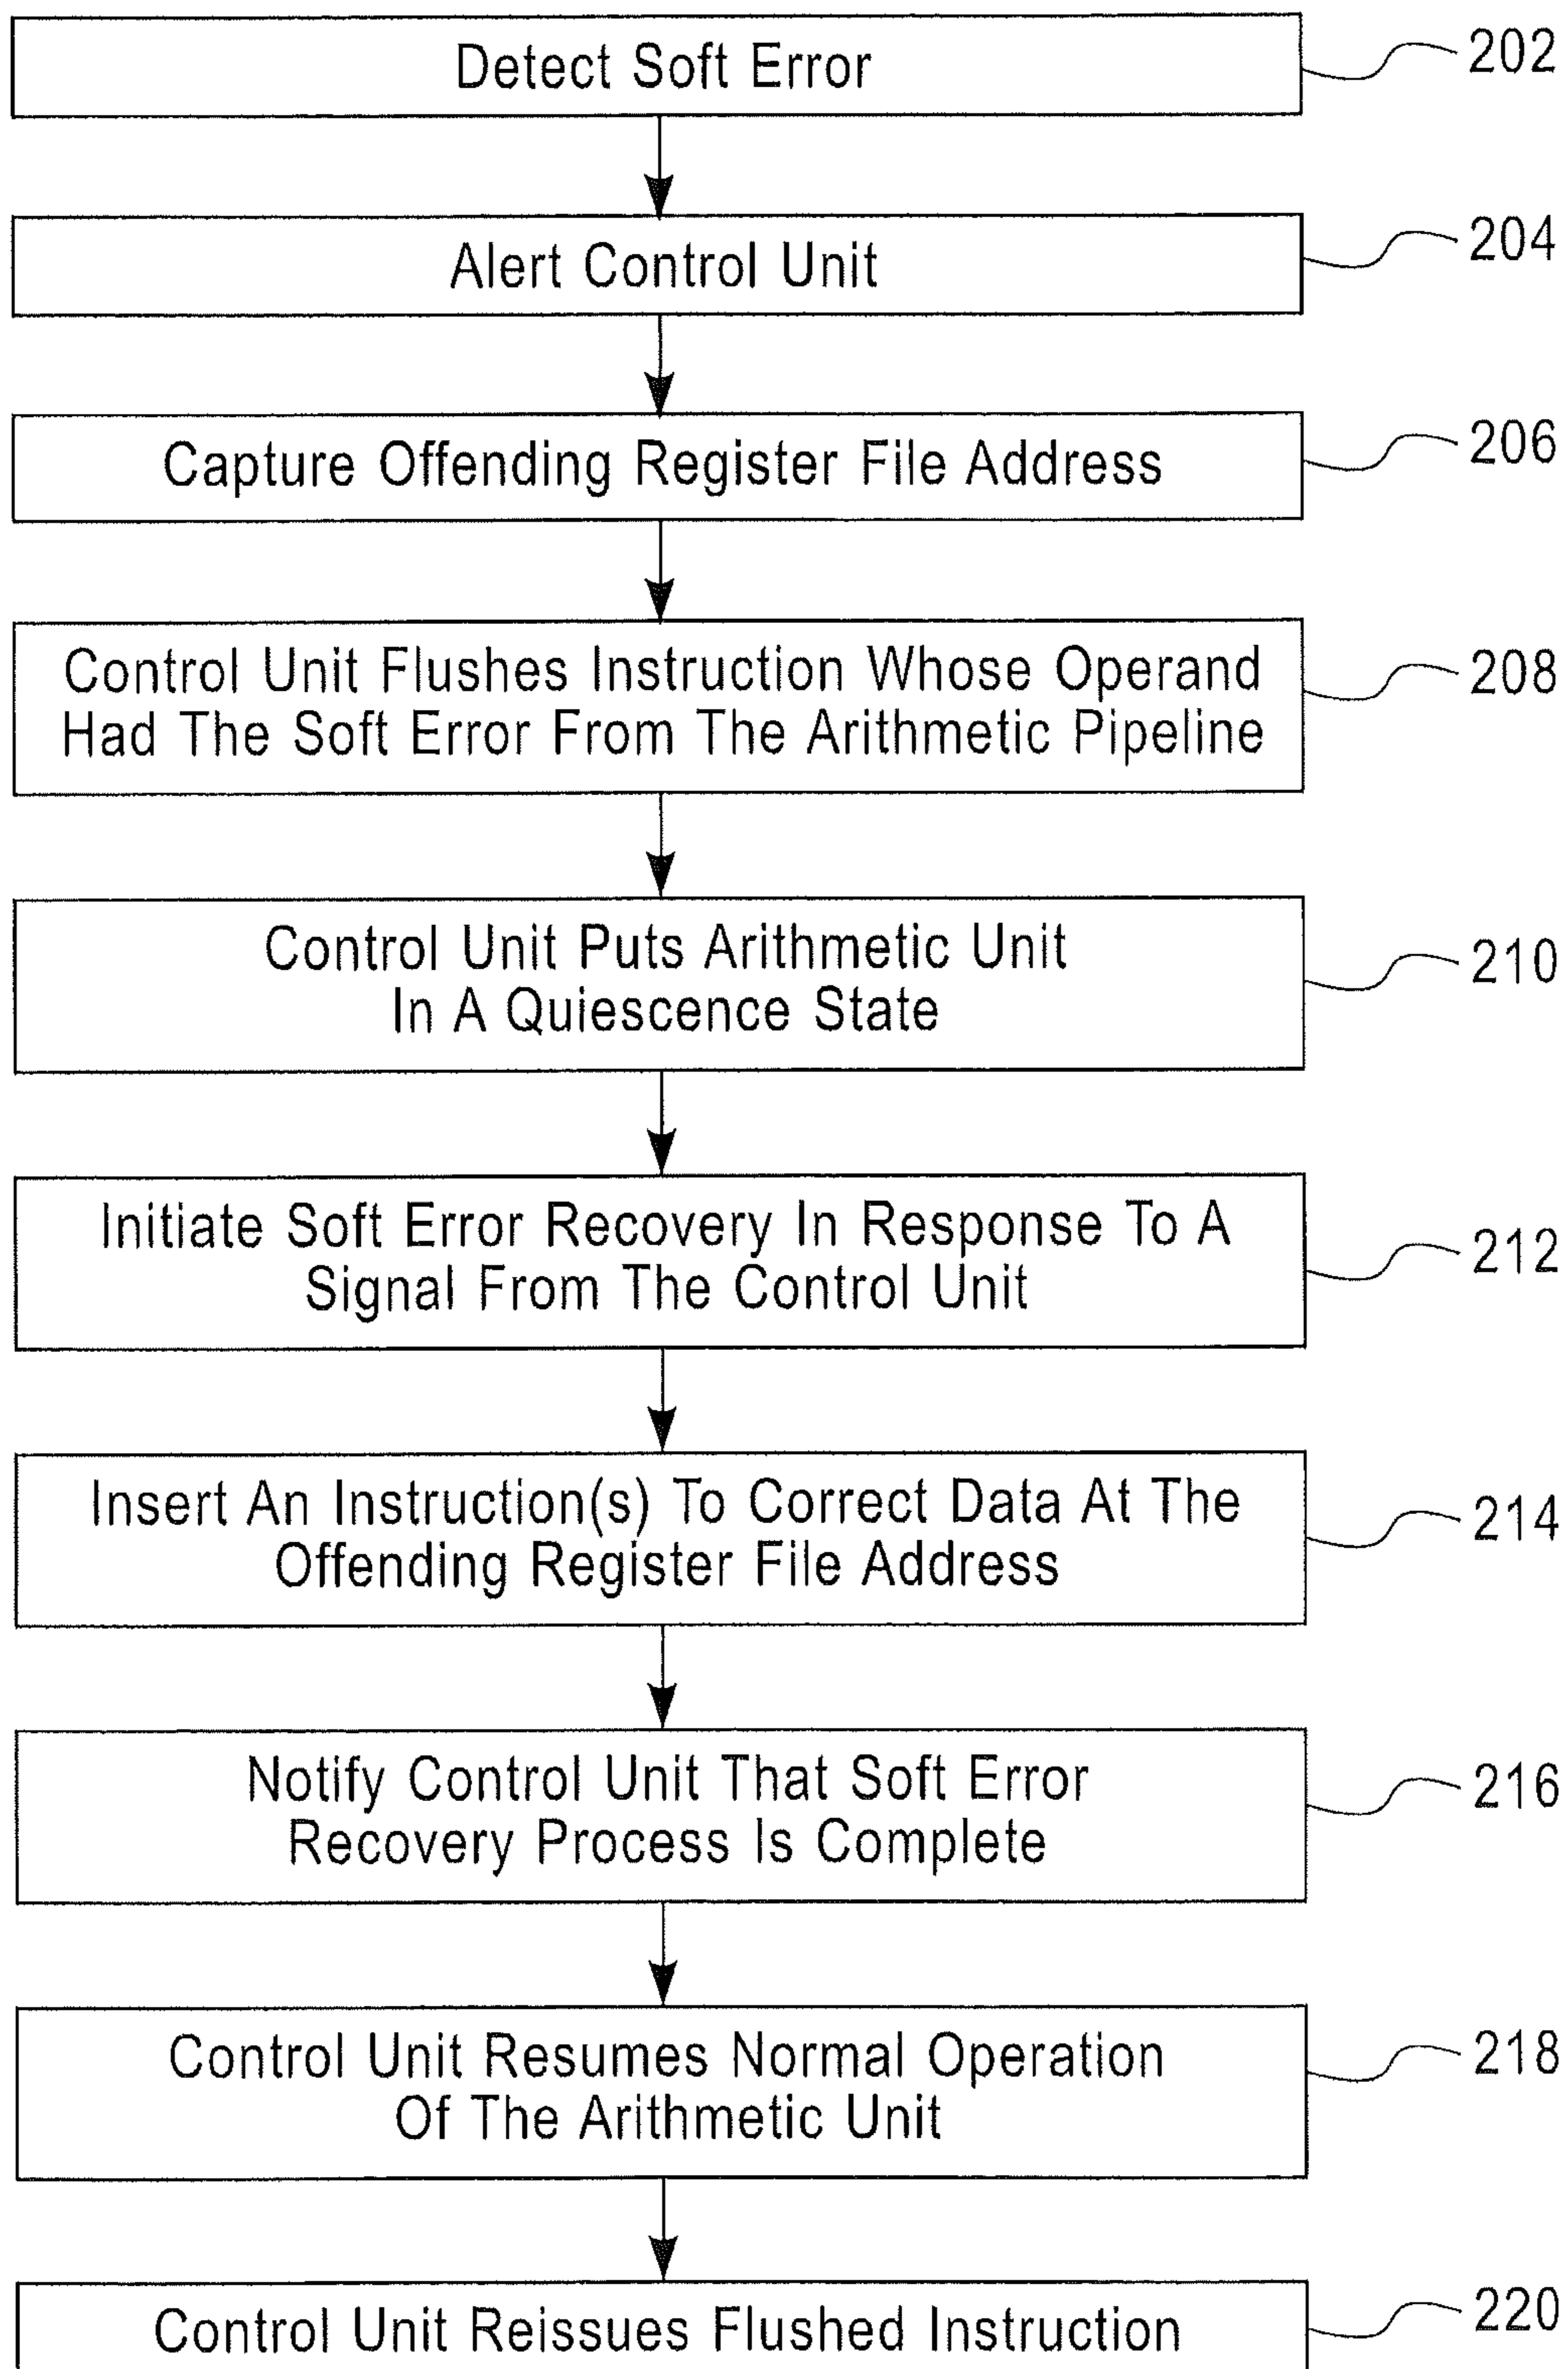 Detect Soft Error
202
Alert Control Unit
204
Capture Offending Register File Address
206
Control Unit Flushes Instruction Whose Operand
Had The Soft Error From The Arithmetic Pipeline
208
Control Unit Puts Arithmetic Unit
In A Quiescence State
210
Initiate Soft Error Recovery In Response To A
Signal From The Control Unit
212
Insert An Instruction(s) To Correct Data At The
Offending Register File Address
214
Notify Control Unit That Soft Error
Recovery Process Is Complete
216
Control Unit Resumes Normal Operation
Of The Arithmetic Unit
218
Control Unit Reissues Flushed Instruction
220